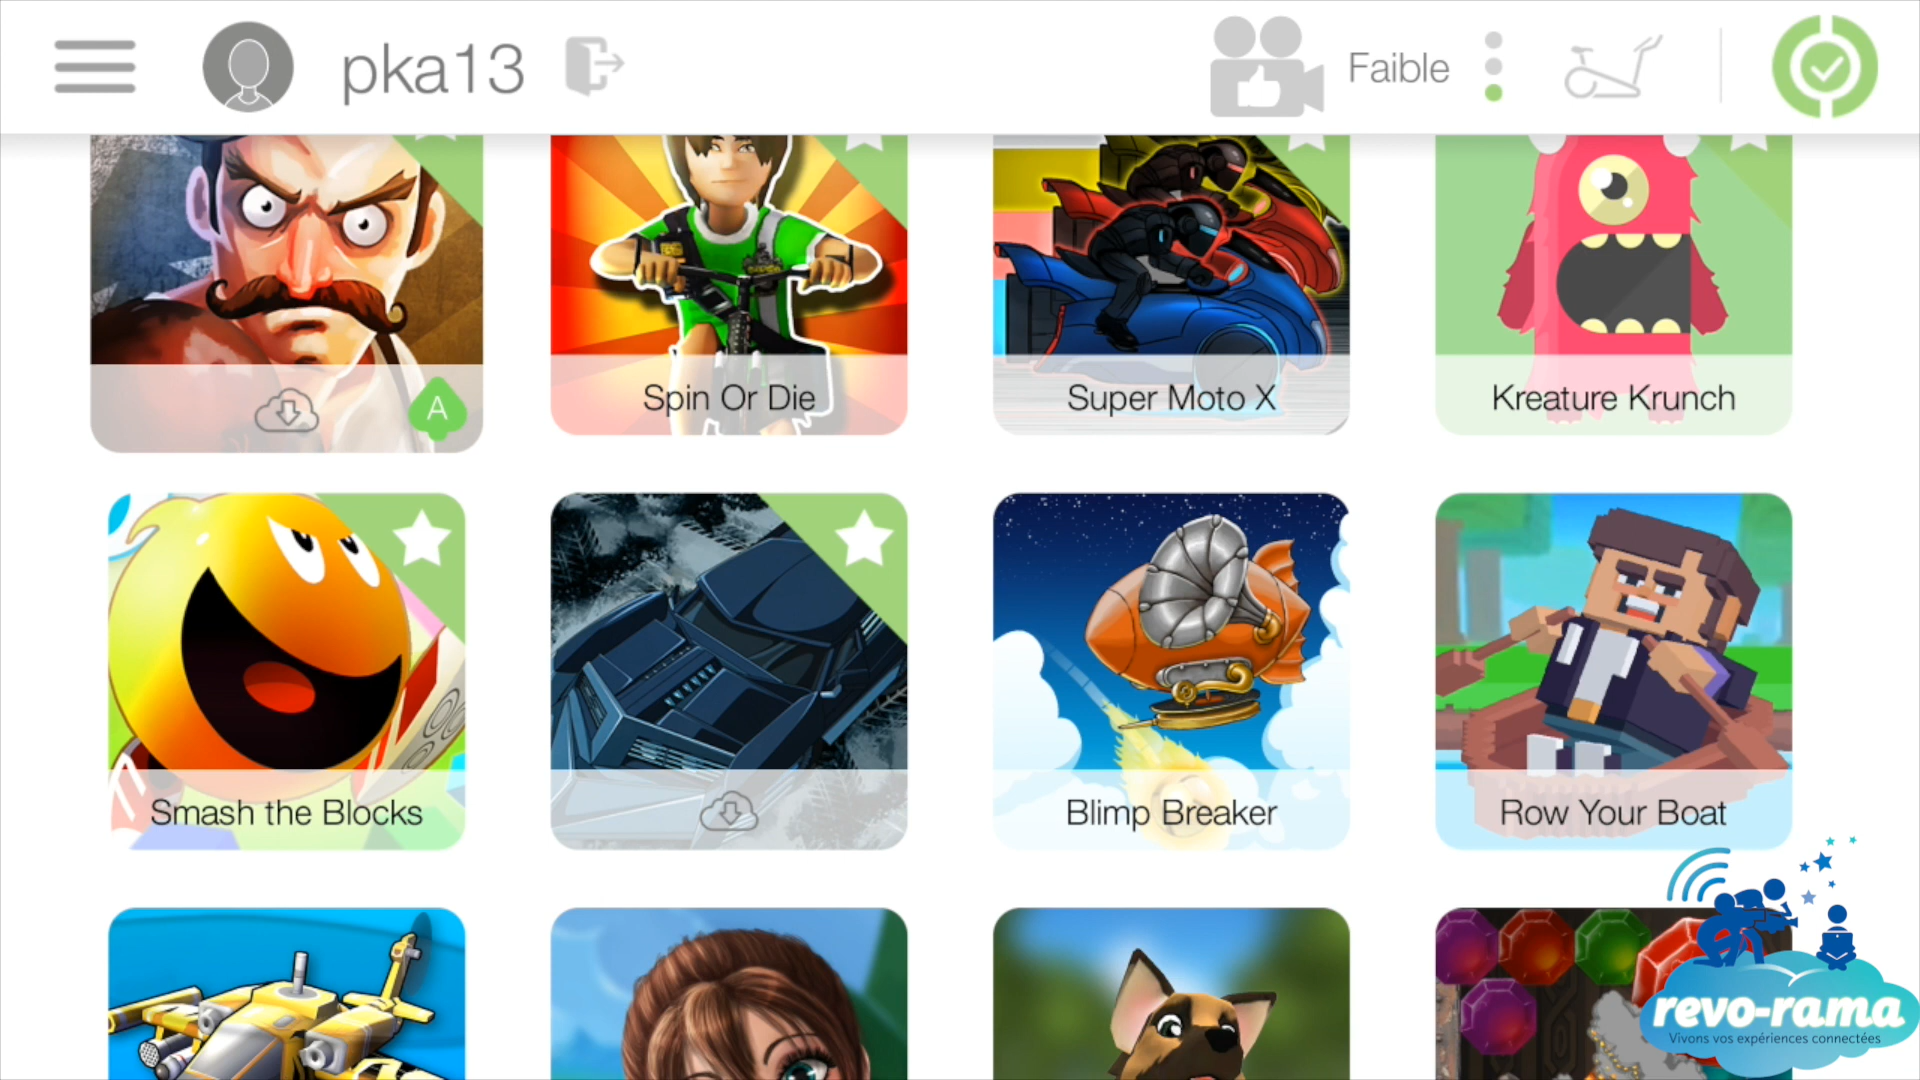 pka13
Faible
A
Spin Or Die
Super Moto X
Kreature Krunch
Smash the Blocks
Blimp Breaker
Row Your Boat
revo-rama
Vivons vos expériences connectées